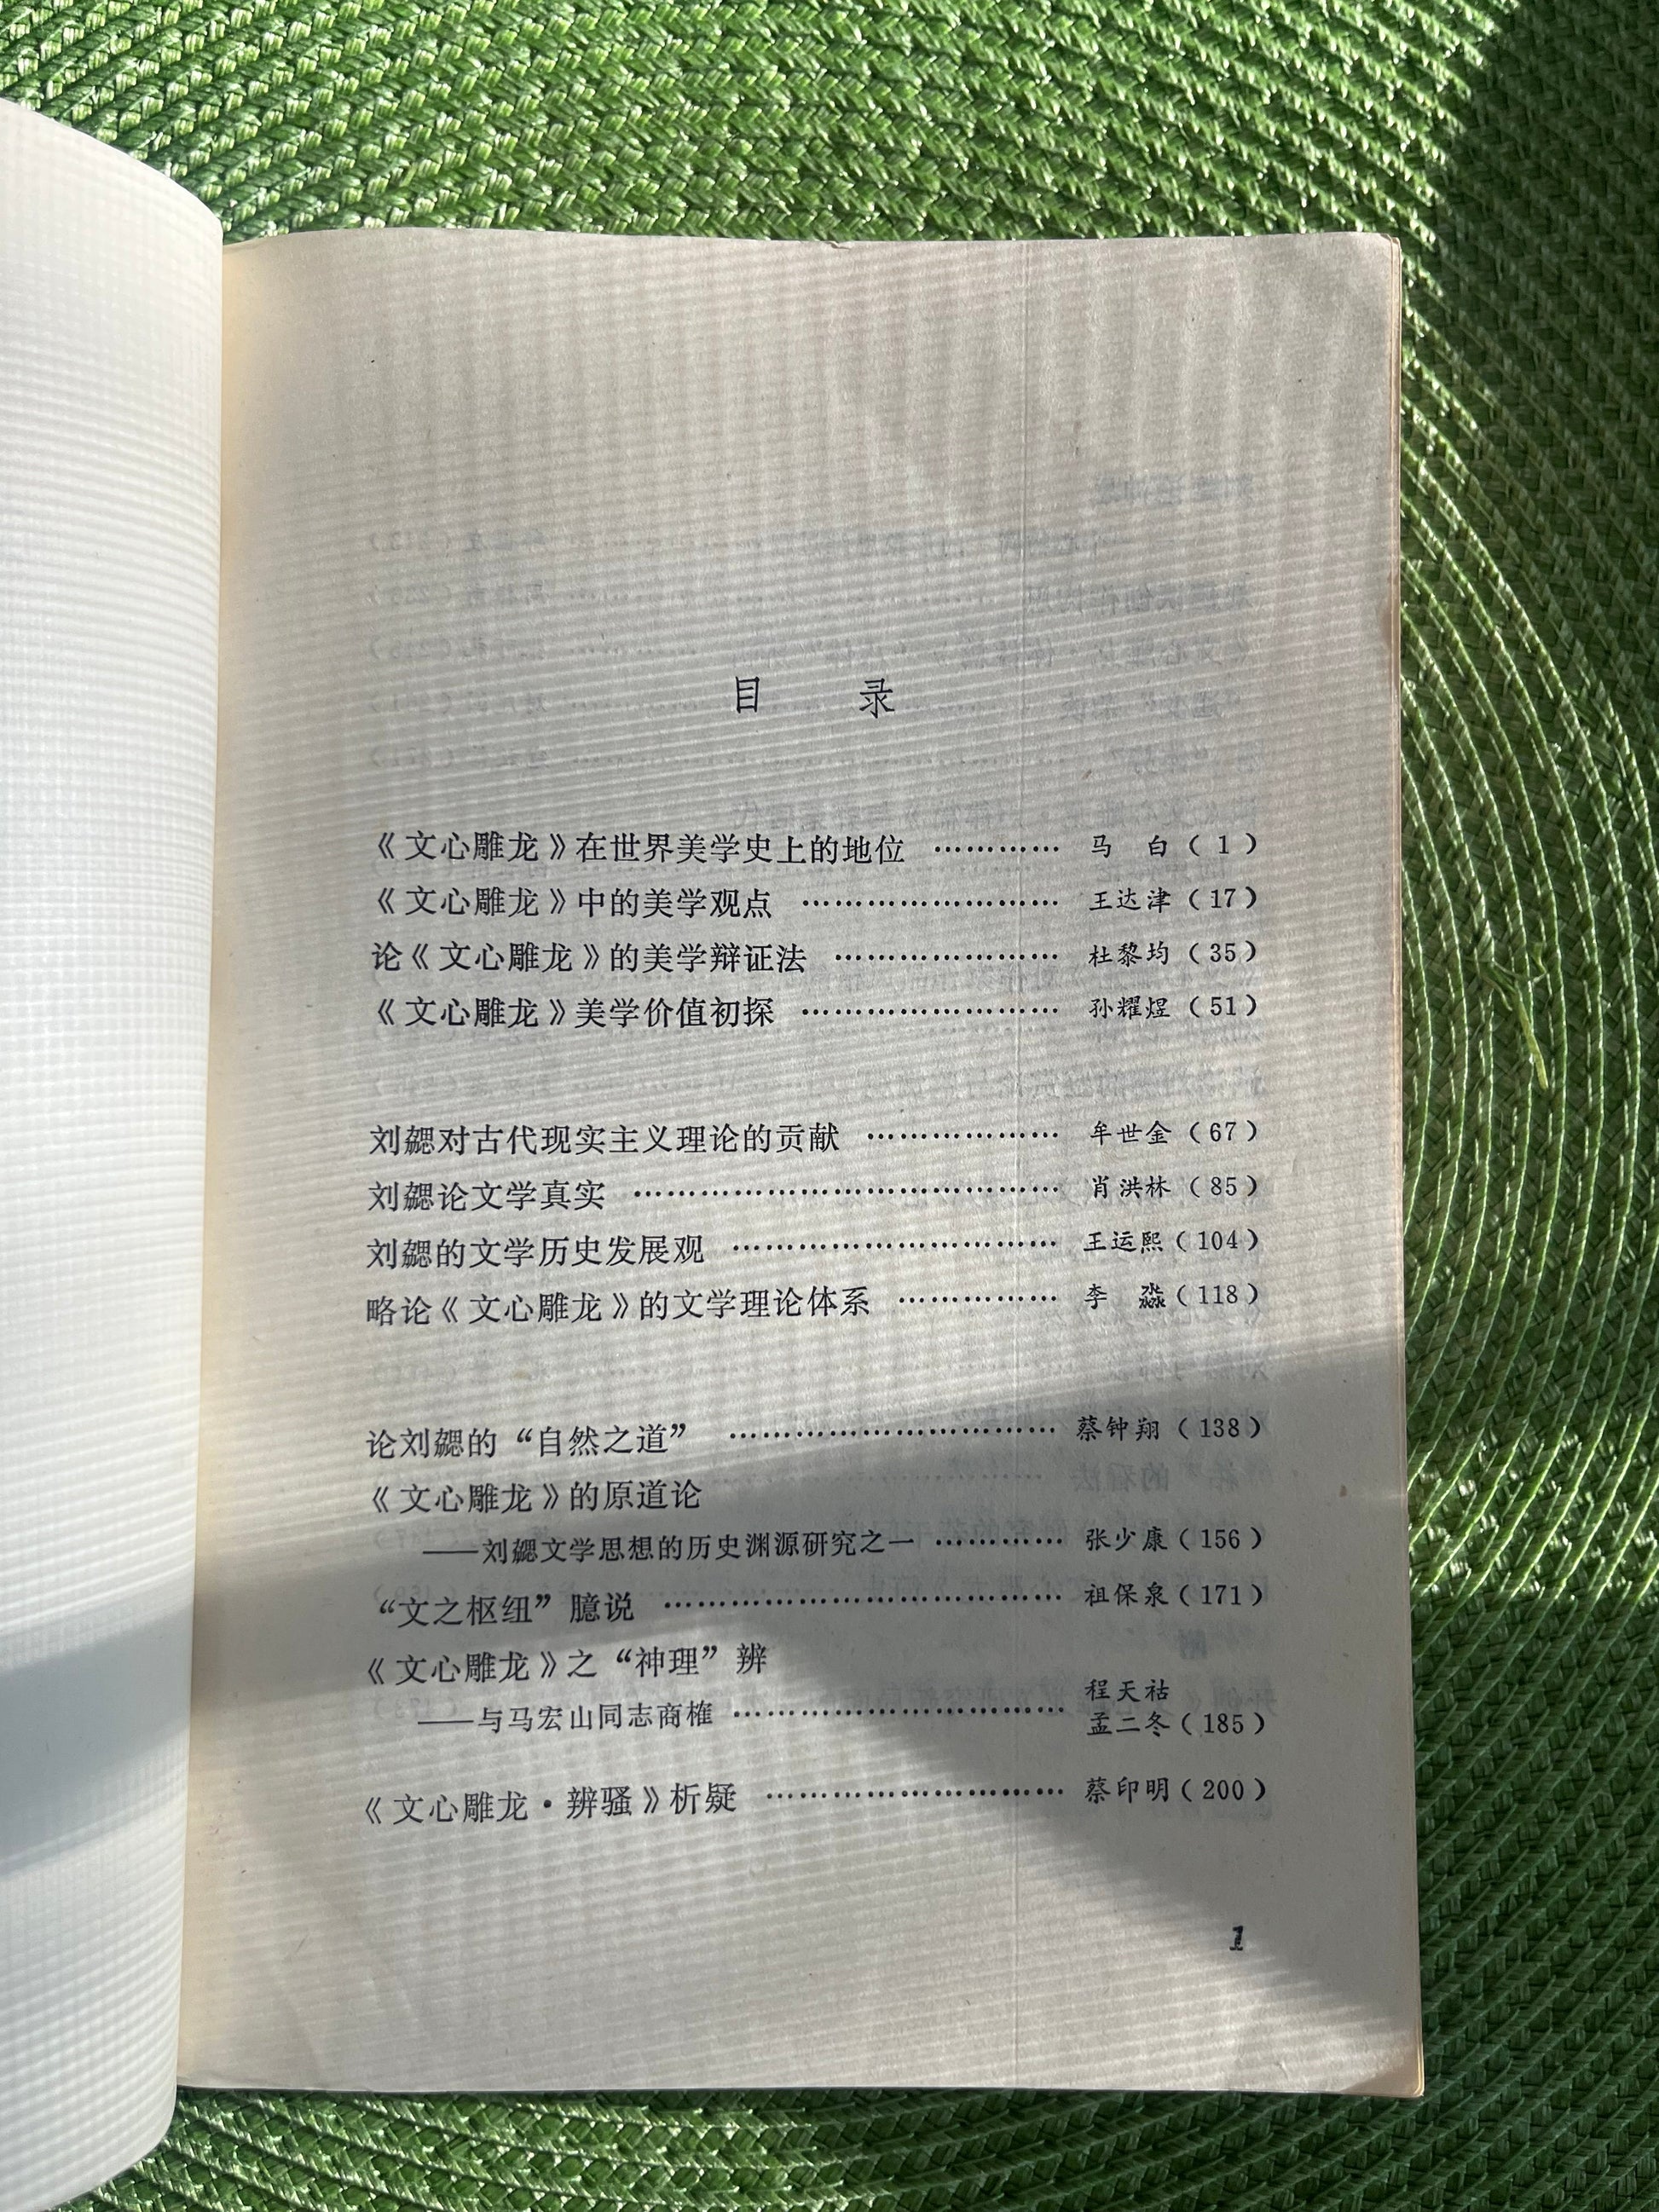 目 录
《文心雕龙》在世界美学史上的地位 ………… 马 白（1）
《文心雕龙》中的美学观点 …………………… 王达津（17）
论《文心雕龙》的美学辩证法 ………………… 杜黎均（35）
《文心雕龙》美学价值初探 …………………… 孙耀煜（51）
刘勰对古代现实主义理论的贡献 ……………… 牟世金（67）
刘勰论文学真实 ………………………………… 肖洪林（85）
刘勰的文学历史发展观 ………………………… 王运熙（104）
略论《文心雕龙》的文学理论体系 …………… 李 淼（118）
论刘勰的“自然之道” ………………………… 蔡钟翔（138）
《文心雕龙》的原道论
——刘勰文学思想的历史渊源研究之一 ………… 张少康（156）
“文之枢纽”臆说 ……………………………… 祖保泉（171）
《文心雕龙》之“神理”辨
程天祜
——与马宏山同志商榷 ………………………… 孟二冬（185）
《文心雕龙·辨骚》析疑 ……………………… 蔡印明（200）
1